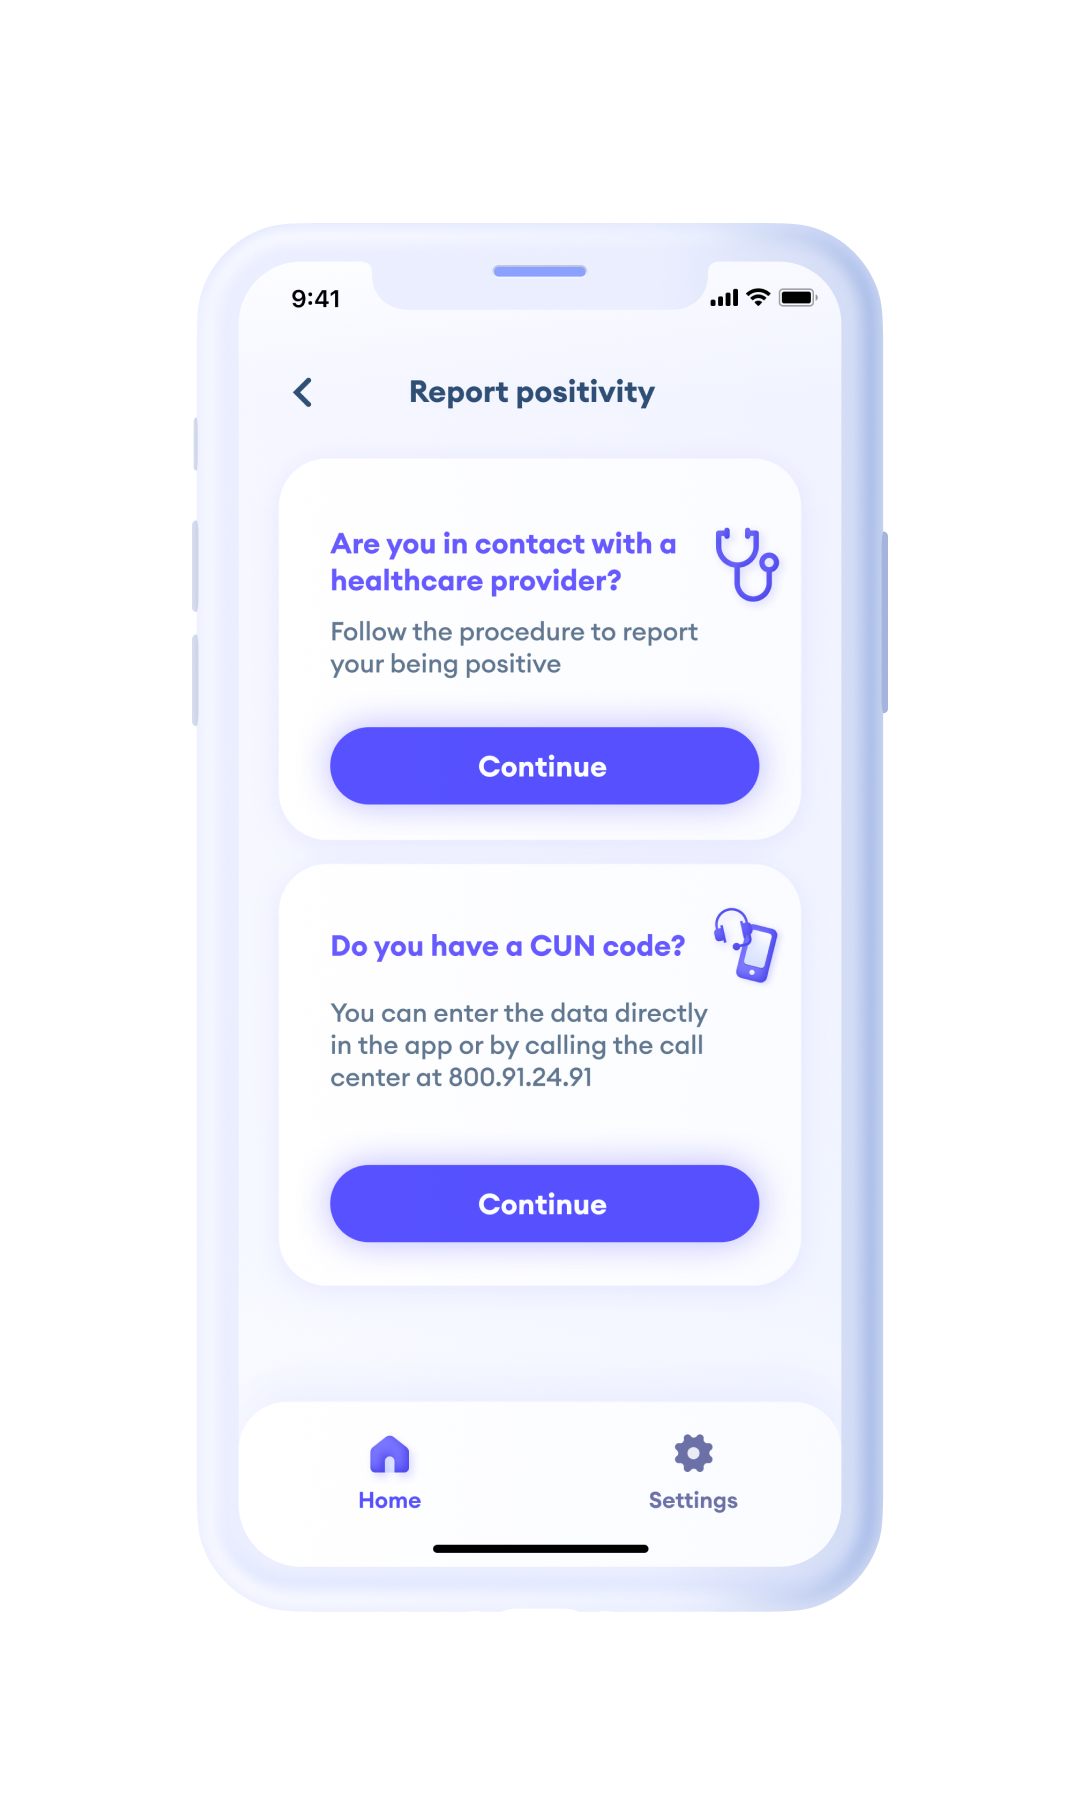 9:41
Report positivity
Are you in contact with a
healthcare provider?
Follow the procedure to report
your being positive
Continue
Do you have a CUN code?
You can enter the data directly
in the app or by calling the call
center at 800.91.24.91
Continue
Home
Settings